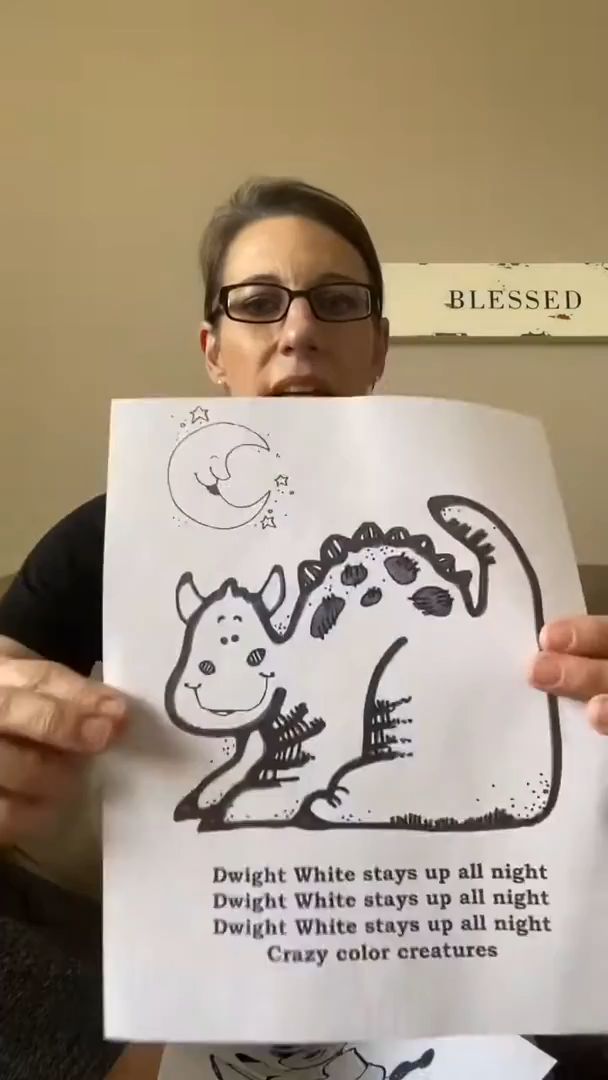 BLESSED
Dwight White stays up all night
Dwight White stays up all night
Dwight White stays up all night
Crazy color creatures